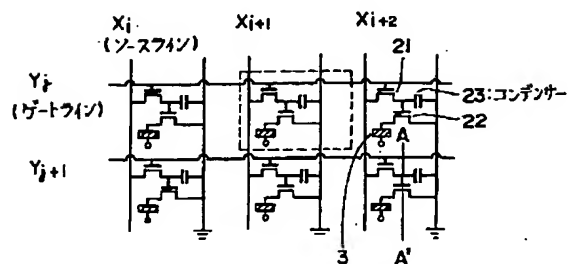 Xi
(ソースライン)
Xi+1
Xi+2
21
Yj
(ゲートライン)
23:コンデンサー
22
A
Yj+1
3
A'